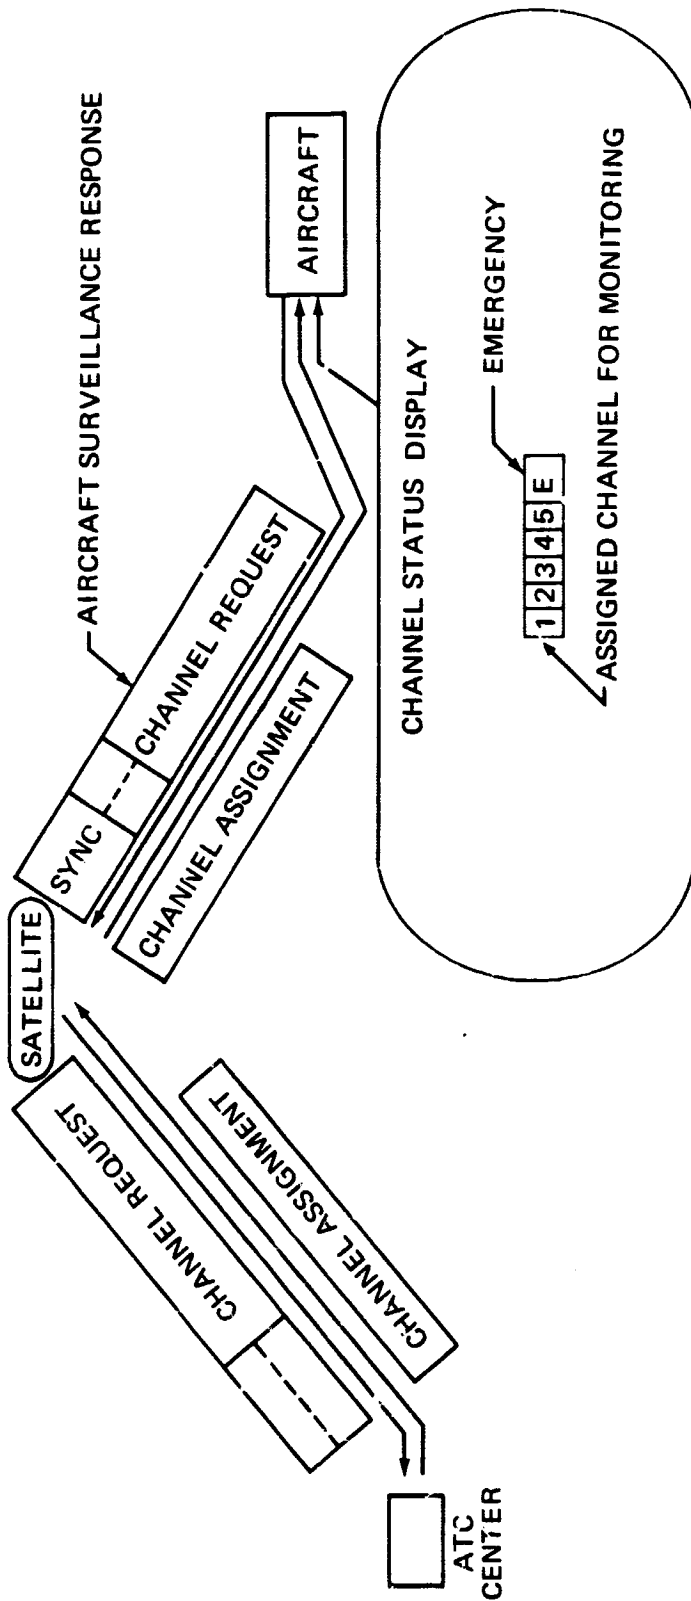 SATELLITE
CHANNEL REQUEST
CHANNEL ASSIGNMENT
ATC
CENTER
SYNC
CHANNEL REQUEST
AIRCRAFT SURVEILLANCE RESPONSE
CHANNEL ASSIGNMENT
AIRCRAFT
CHANNEL STATUS DISPLAY
EMERGENCY
1 2 3 4 5 E
ASSIGNED CHANNEL FOR MONITORING